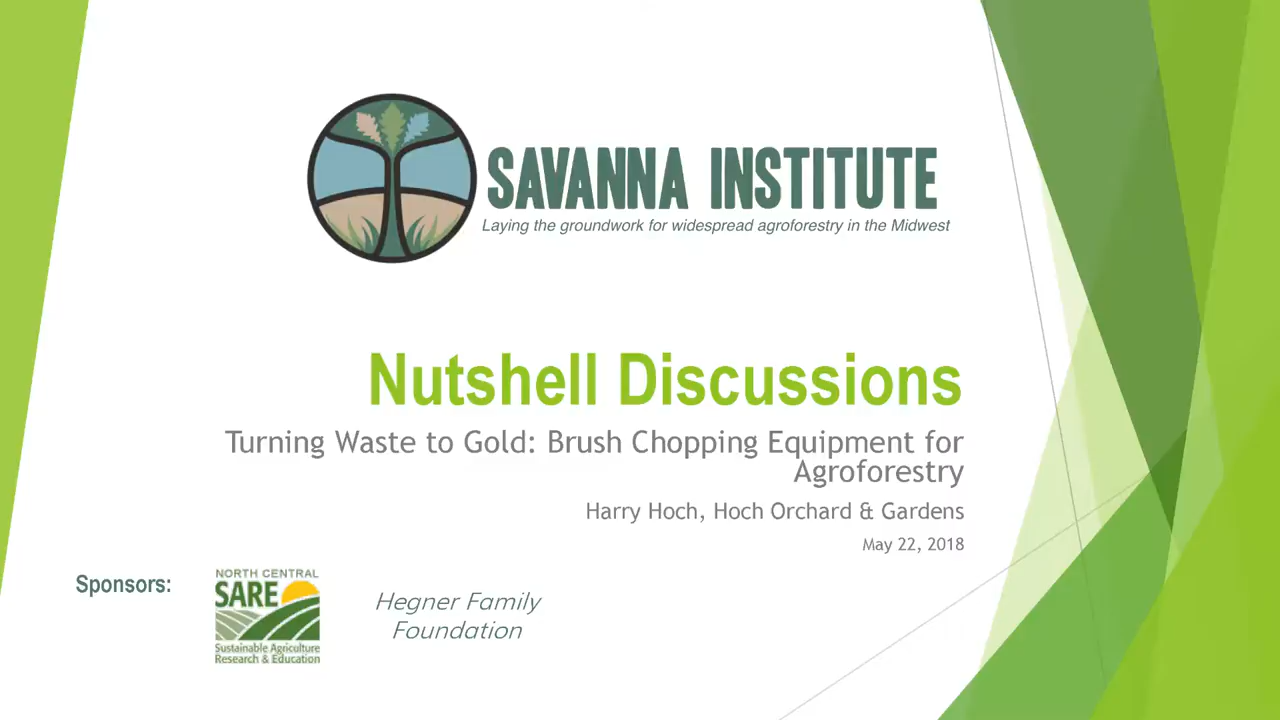 SAVANNA INSTITUTE
Laying the groundwork for widespread agroforestry in the Midwest
Nutshell Discussions
Turning Waste to Gold: Brush Chopping Equipment for
Agroforestry
Harry Hoch, Hoch Orchard & Gardens
May 22, 2018
Sponsors:
NORTH CENTRAL
SARE
Sustainable Agriculture
Research & Education
Hegner Family
Foundation